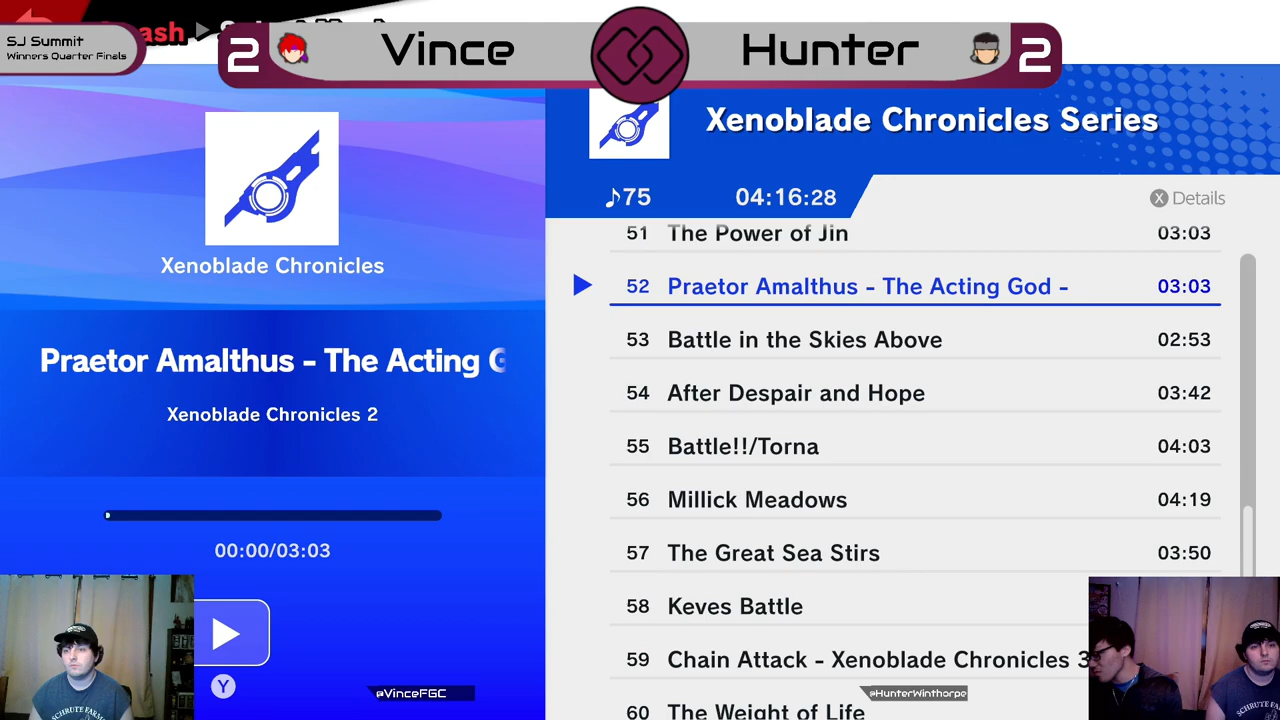 SJ Summit
Winners Quarter Finals
2 Vince
Hunter 2
Xenoblade Chronicles
Praetor Amalthus - The Acting
Xenoblade Chronicles 2
00:00/03:03
Y
@VinceFGC
Xenoblade Chronicles Series
♪75 04:16:28
X Details
51 The Power of Jin 03:03
52 Praetor Amalthus - The Acting God - 03:03
53 Battle in the Skies Above 02:53
54 After Despair and Hope 03:42
55 Battle!!/Torna 04:03
56 Millick Meadows 04:19
57 The Great Sea Stirs 03:50
58 Keves Battle
59 Chain Attack - Xenoblade Chronicles 3
60 The Weight of Life
@HunterWinthorpe
SCHRUTE FARMS
SCHRUTE